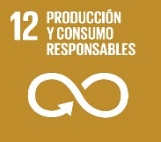 12 PRODUCCIÓN
Y CONSUMO
RESPONSABLES